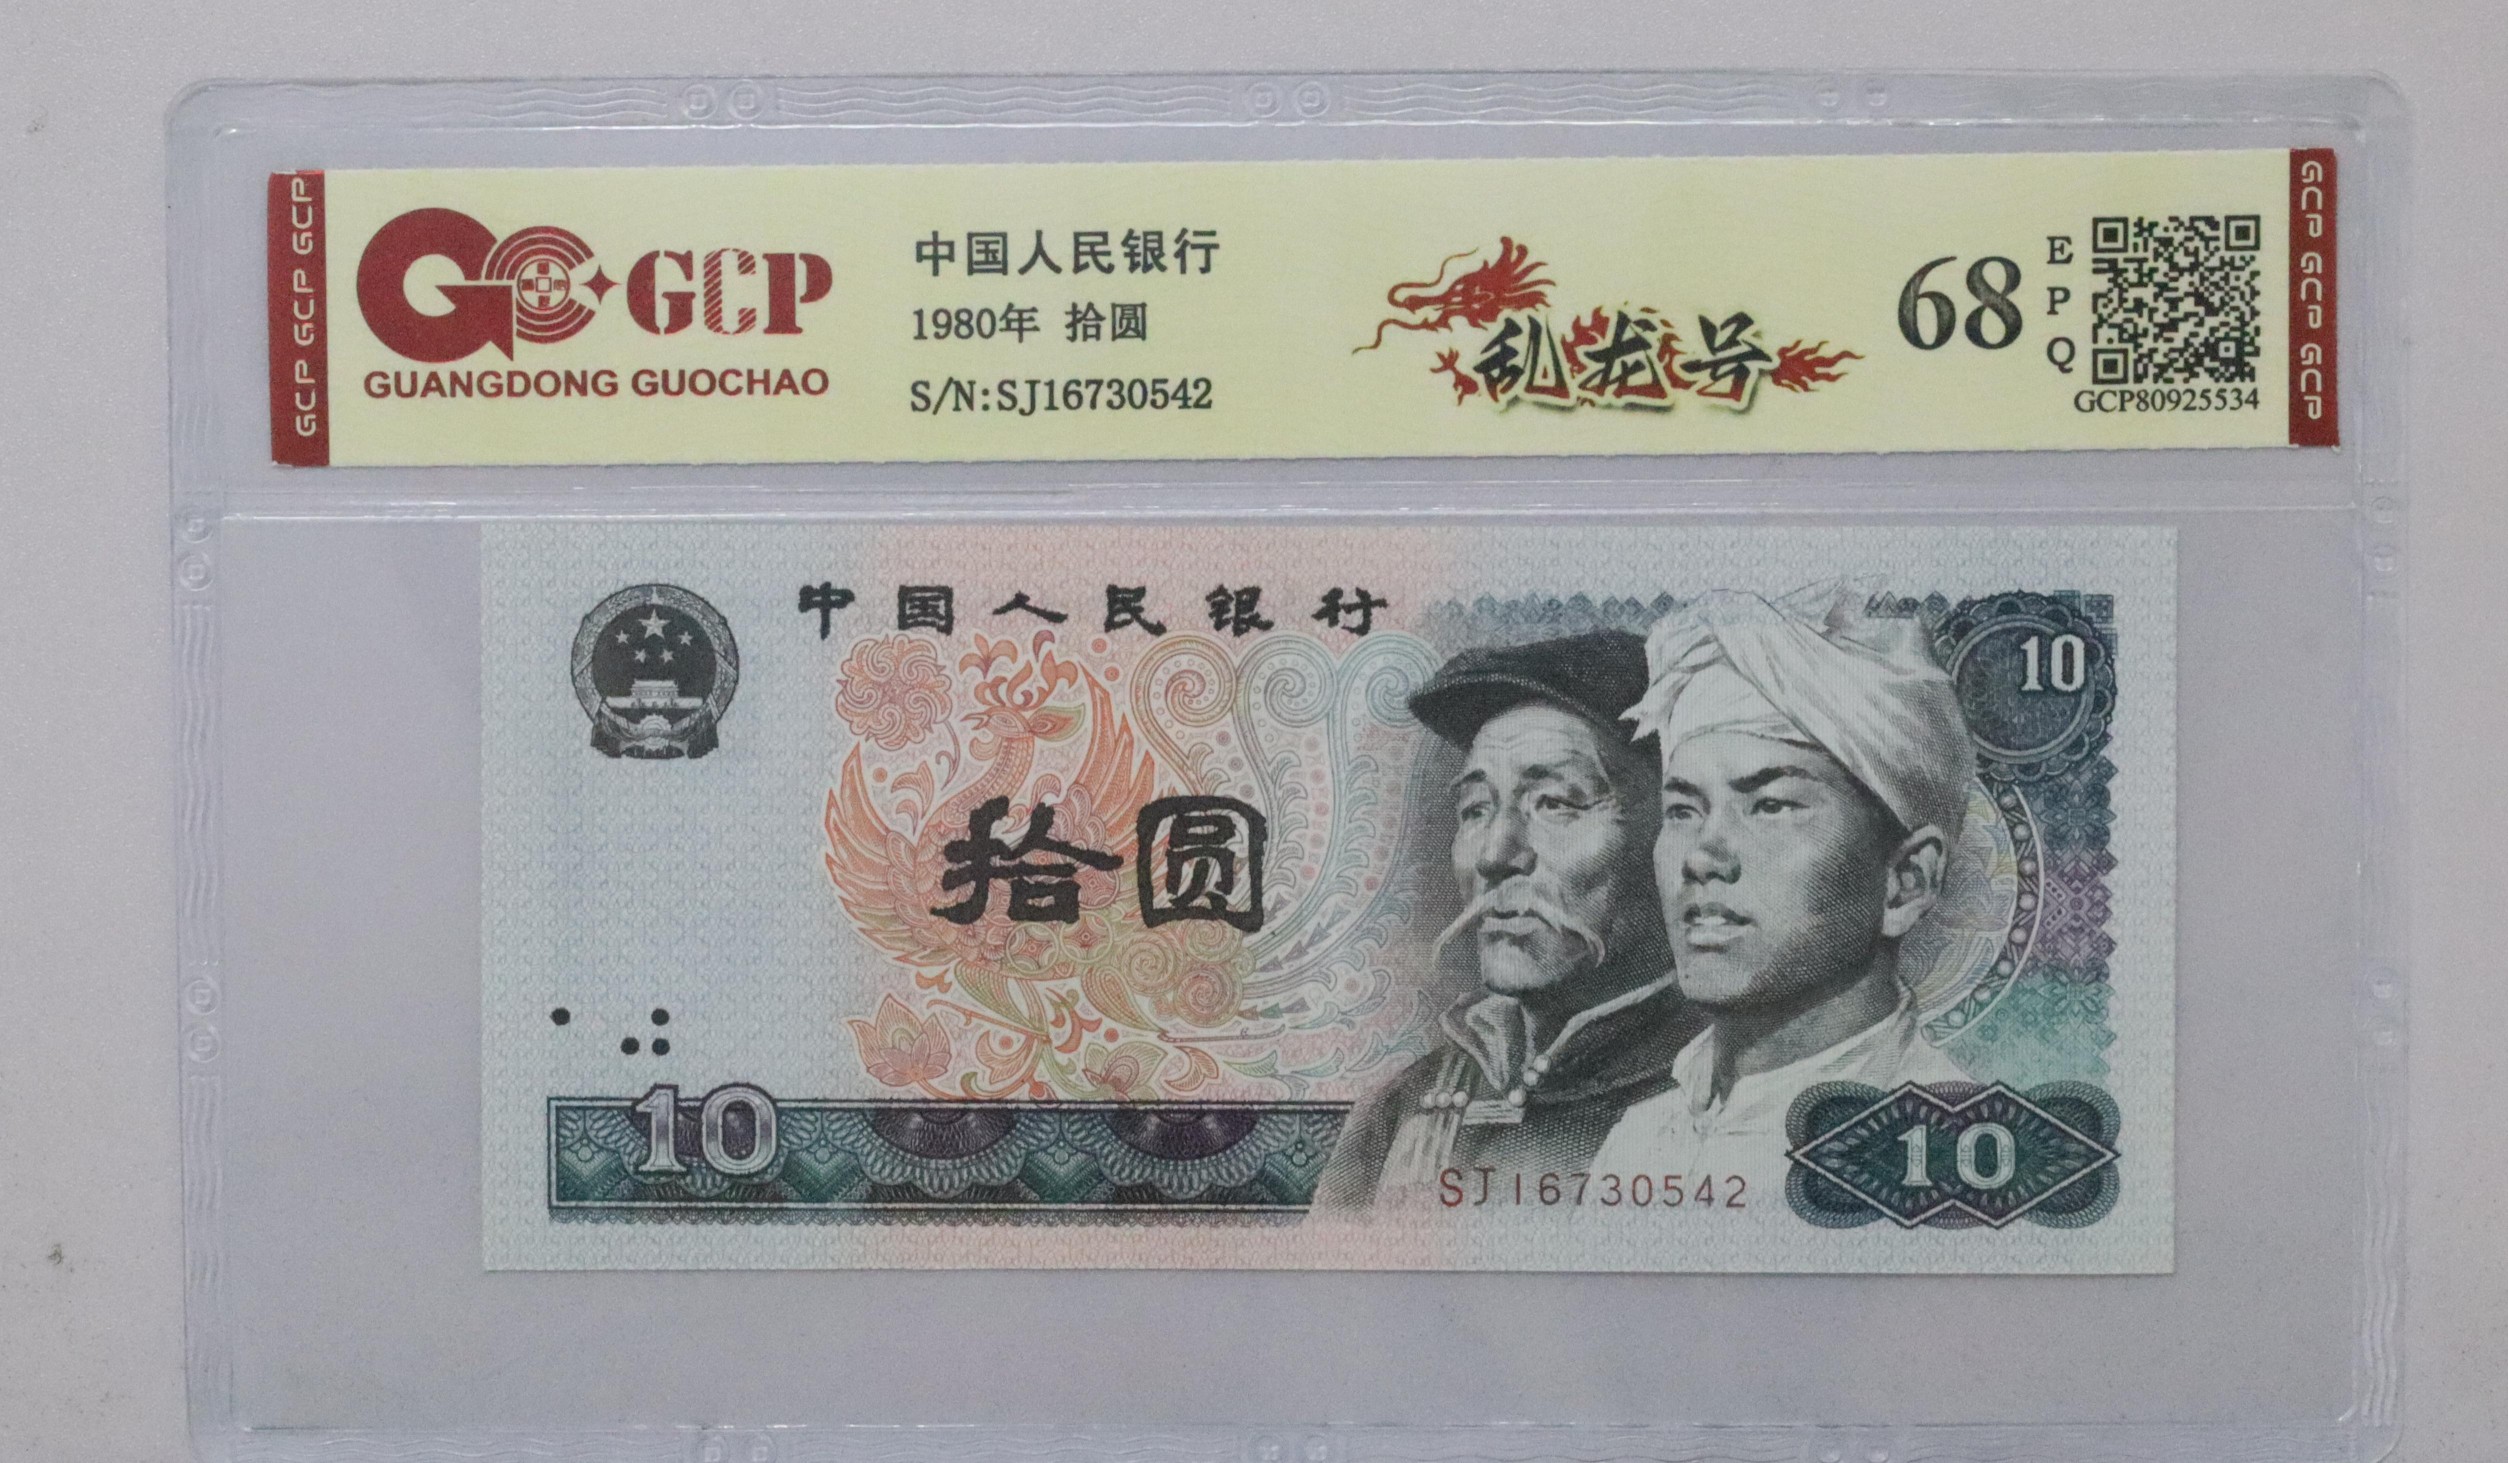 GCP GCP GCP GCP
GCP
GUANGDONG GUOCHAO
中国人民银行
1980年 拾圆
S/N:SJ16730542
乱龙号
68
E
P
Q
GCP80925534
GCP GCP GCP GCP
中国人民银行
10
拾圆
10
SJ16730542
10